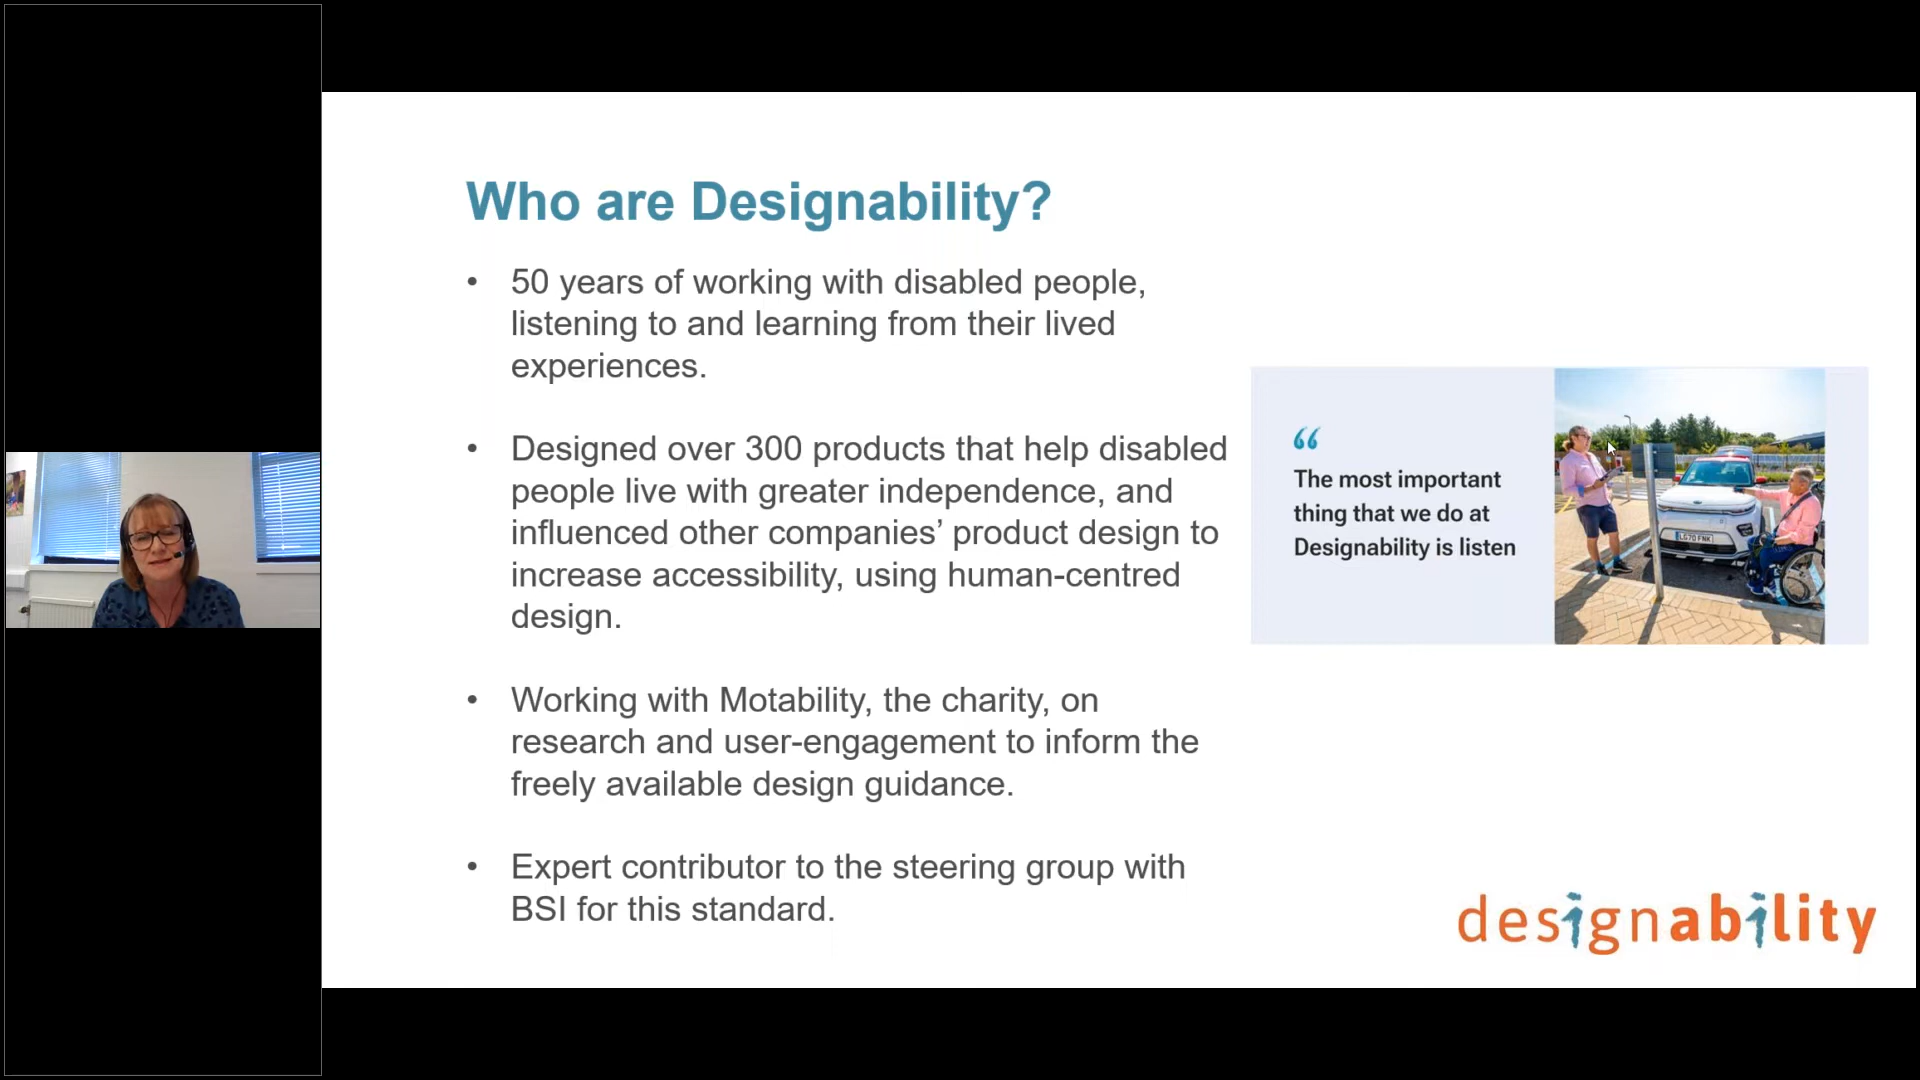 Who are Designability?
• 50 years of working with disabled people,
listening to and learning from their lived
experiences.
• Designed over 300 products that help disabled
people live with greater independence, and
influenced other companies’ product design to
increase accessibility, using human-centred
design.
• Working with Motability, the charity, on
research and user-engagement to inform the
freely available design guidance.
• Expert contributor to the steering group with
BSI for this standard.
“
The most important
thing that we do at
Designability is listen
LG70 FNK
designability